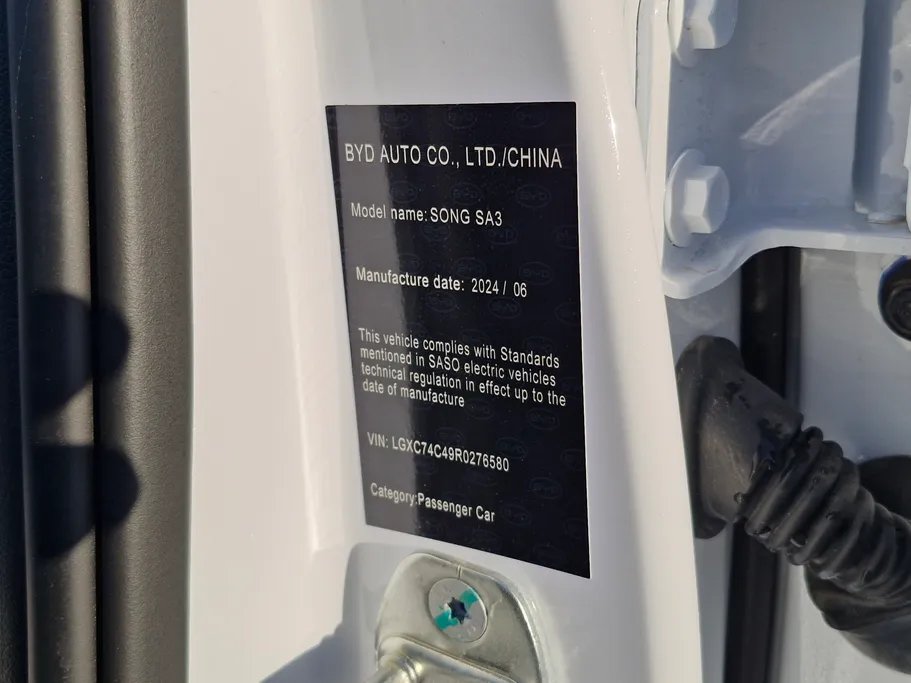 BYD AUTO CO., LTD./CHINA
Model name: SONG SA3
Manufacture date: 2024 / 06
This vehicle complies with Standards
mentioned in SASO electric vehicles
technical regulation in effect up to the
date of manufacture
VIN: LGXC74C49R0276580
Category:Passenger Car